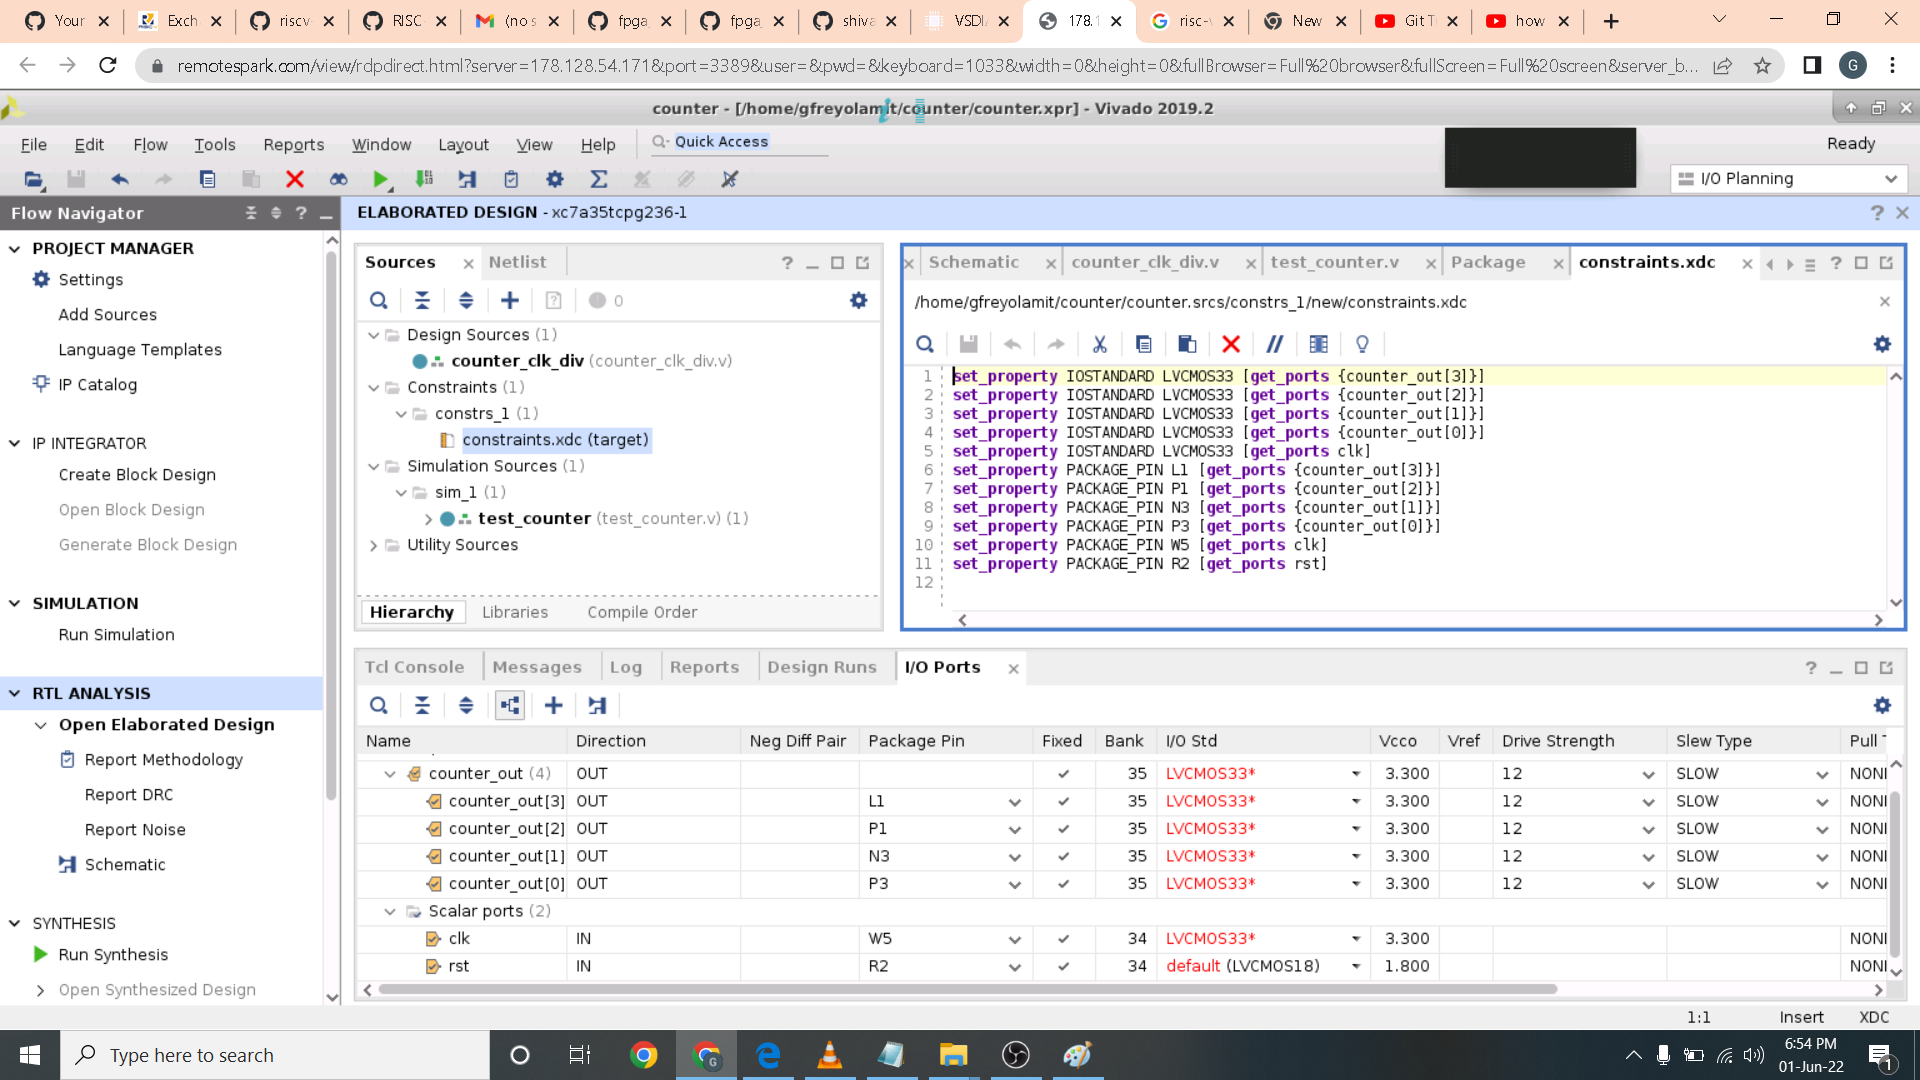 Your
Exch
riscv
RISC
(no s
fpga
fpga
shiva
VSDI
178.1
risc-v
New
Git T
how
remotespark.com/view/rdpdirect.html?server=178.128.54.171&port=3389&user=&pwd=&keyboard=1033&width=0&height=0&fullBrowser=Full%20browser&fullScreen=Full%20screen&server_b...
G
counter - [/home/gfreyolamit/counter/counter.xpr] - Vivado 2019.2
File Edit Flow Tools Reports Window Layout View Help Quick Access Ready
I/O Planning
Flow Navigator
ELABORATED DESIGN - xc7a35tcpg236-1
PROJECT MANAGER
Settings
Add Sources
Language Templates
IP Catalog
IP INTEGRATOR
Create Block Design
Open Block Design
Generate Block Design
SIMULATION
Run Simulation
RTL ANALYSIS
Open Elaborated Design
Report Methodology
Report DRC
Report Noise
Schematic
SYNTHESIS
Run Synthesis
Open Synthesized Design
Sources Netlist
0
Design Sources (1)
counter_clk_div (counter_clk_div.v)
Constraints (1)
constrs_1 (1)
constraints.xdc (target)
Simulation Sources (1)
sim_1 (1)
test_counter (test_counter.v) (1)
Utility Sources
Hierarchy Libraries Compile Order
Schematic counter_clk_div.v test_counter.v Package constraints.xdc
/home/gfreyolamit/counter/counter.srcs/constrs_1/new/constraints.xdc
1 set_property IOSTANDARD LVCMOS33 [get_ports {counter_out[3]}]
2 set_property IOSTANDARD LVCMOS33 [get_ports {counter_out[2]}]
3 set_property IOSTANDARD LVCMOS33 [get_ports {counter_out[1]}]
4 set_property IOSTANDARD LVCMOS33 [get_ports {counter_out[0]}]
5 set_property IOSTANDARD LVCMOS33 [get_ports clk]
6 set_property PACKAGE_PIN L1 [get_ports {counter_out[3]}]
7 set_property PACKAGE_PIN P1 [get_ports {counter_out[2]}]
8 set_property PACKAGE_PIN N3 [get_ports {counter_out[1]}]
9 set_property PACKAGE_PIN P3 [get_ports {counter_out[0]}]
10 set_property PACKAGE_PIN W5 [get_ports clk]
11 set_property PACKAGE_PIN R2 [get_ports rst]
12
Tcl Console Messages Log Reports Design Runs I/O Ports
Name Direction Neg Diff Pair Package Pin Fixed Bank I/O Std Vcco Vref Drive Strength Slew Type Pull T
counter_out (4) OUT 35 LVCMOS33* 3.300 12 SLOW NON
counter_out[3] OUT L1 35 LVCMOS33* 3.300 12 SLOW NON
counter_out[2] OUT P1 35 LVCMOS33* 3.300 12 SLOW NON
counter_out[1] OUT N3 35 LVCMOS33* 3.300 12 SLOW NON
counter_out[0] OUT P3 35 LVCMOS33* 3.300 12 SLOW NON
Scalar ports (2)
clk IN W5 34 LVCMOS33* 3.300 NON
rst IN R2 34 default (LVCMOS18) 1.800 NON
1:1 Insert XDC
Type here to search
6:54 PM
01-Jun-22
1